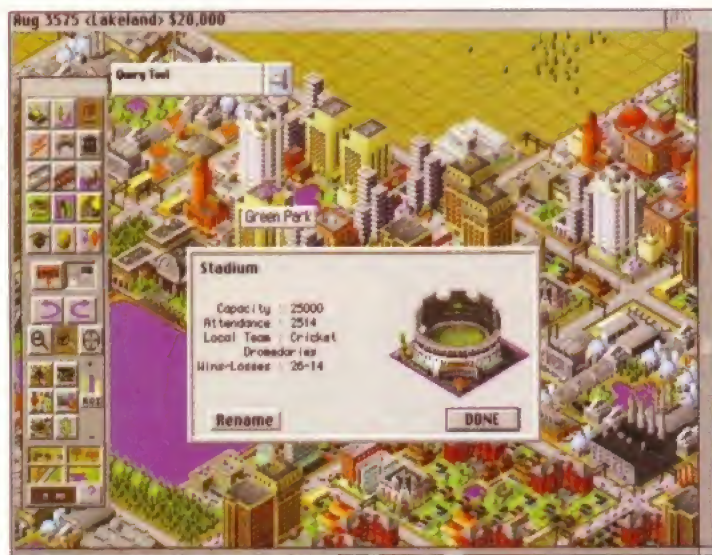 Aug 3575 <Lakeland> $20,000
Query Tool
Green Park
Stadium
Capacity : 25000
Attendance : 2514
Local Team : Cricket
Dromedaries
Wins-Losses : 26-14
Rename
DONE
RCI
?